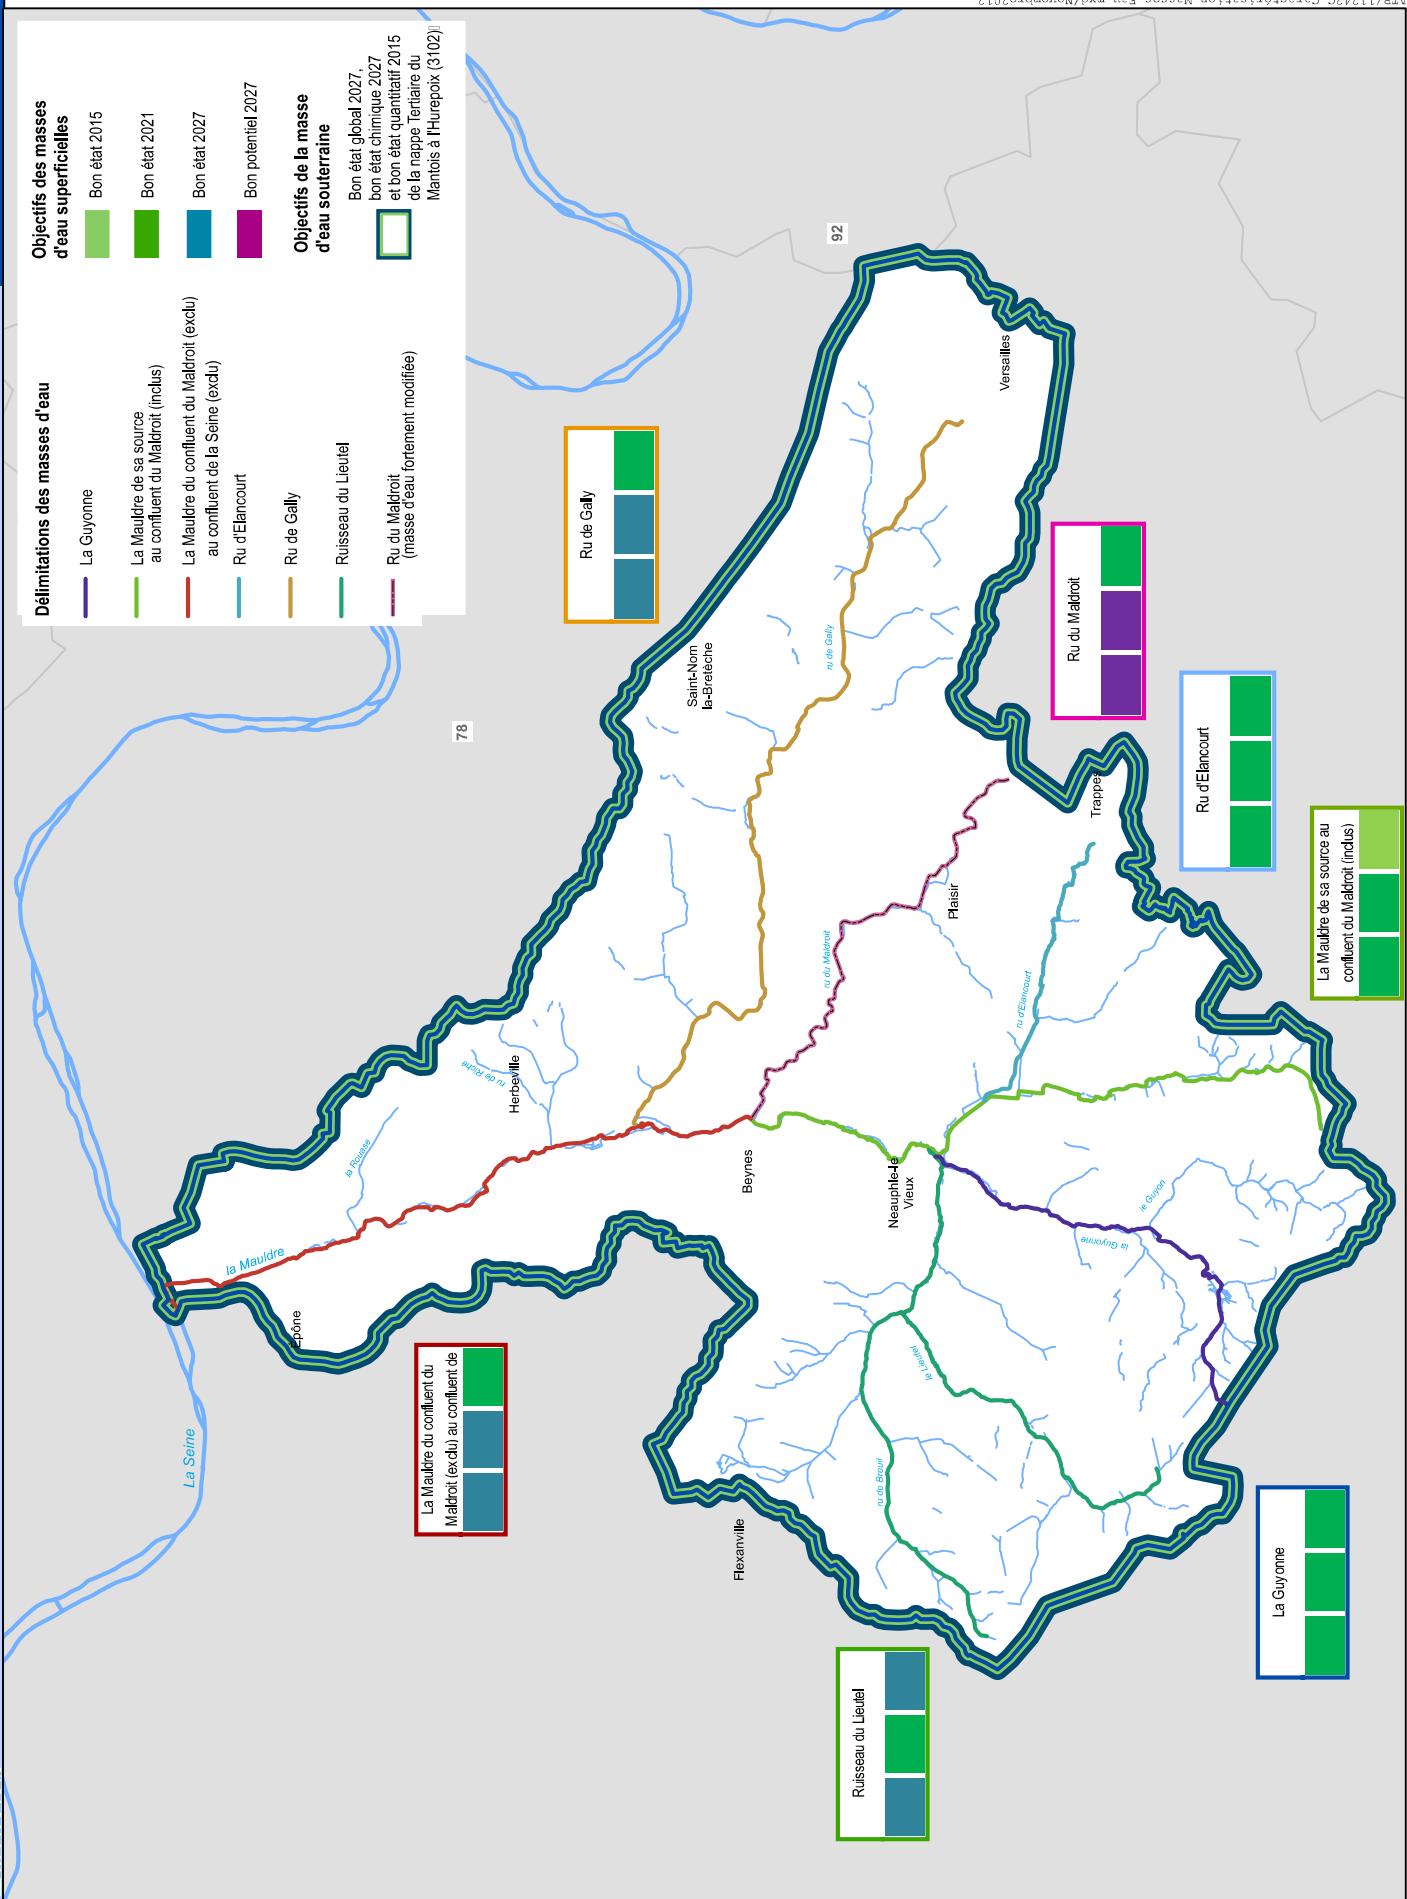 Délimitations des masses d'eau
La Guyonne
La Mauldre de sa source
au confluent du Maldroit (inclus)
La Mauldre du confluent du Maldroit (exclu)
au confluent de la Seine (exclu)
Ru d'Elancourt
Ru de Gally
Ruisseau du Lieutel
Ru du Maldroit
(masse d'eau fortement modifiée)
Objectifs des masses
d'eau superficielles
Bon état 2015
Bon état 2021
Bon état 2027
Bon potentiel 2027
Objectifs de la masse
d'eau souterraine
Bon état global 2027,
bon état chimique 2027
et bon état quantitatif 2015
de la nappe Tertiaire du
Mantois à l'Hurepoix (3102)
78
92
La Seine
Epône
la Mauldre
la Rouase
ru de Riche
Herbeville
La Mauldre du confluent du
Maldroit (exclu) au confluent de
Ru de Gally
Saint-Nom
la-Bretèche
ru de Gally
Versailles
Ru du Maldroit
Beynes
ru du Maldroit
Plaisir
Trappes
Ru d'Elancourt
ru d'Elancourt
Neauphle-le
Vieux
La Mauldre de sa source au
confluent du Maldroit (inclus)
Flexanville
le Lieutel
ru de Breuil
la Guyonne
le Guyon
Ruisseau du Lieutel
La Guyonne